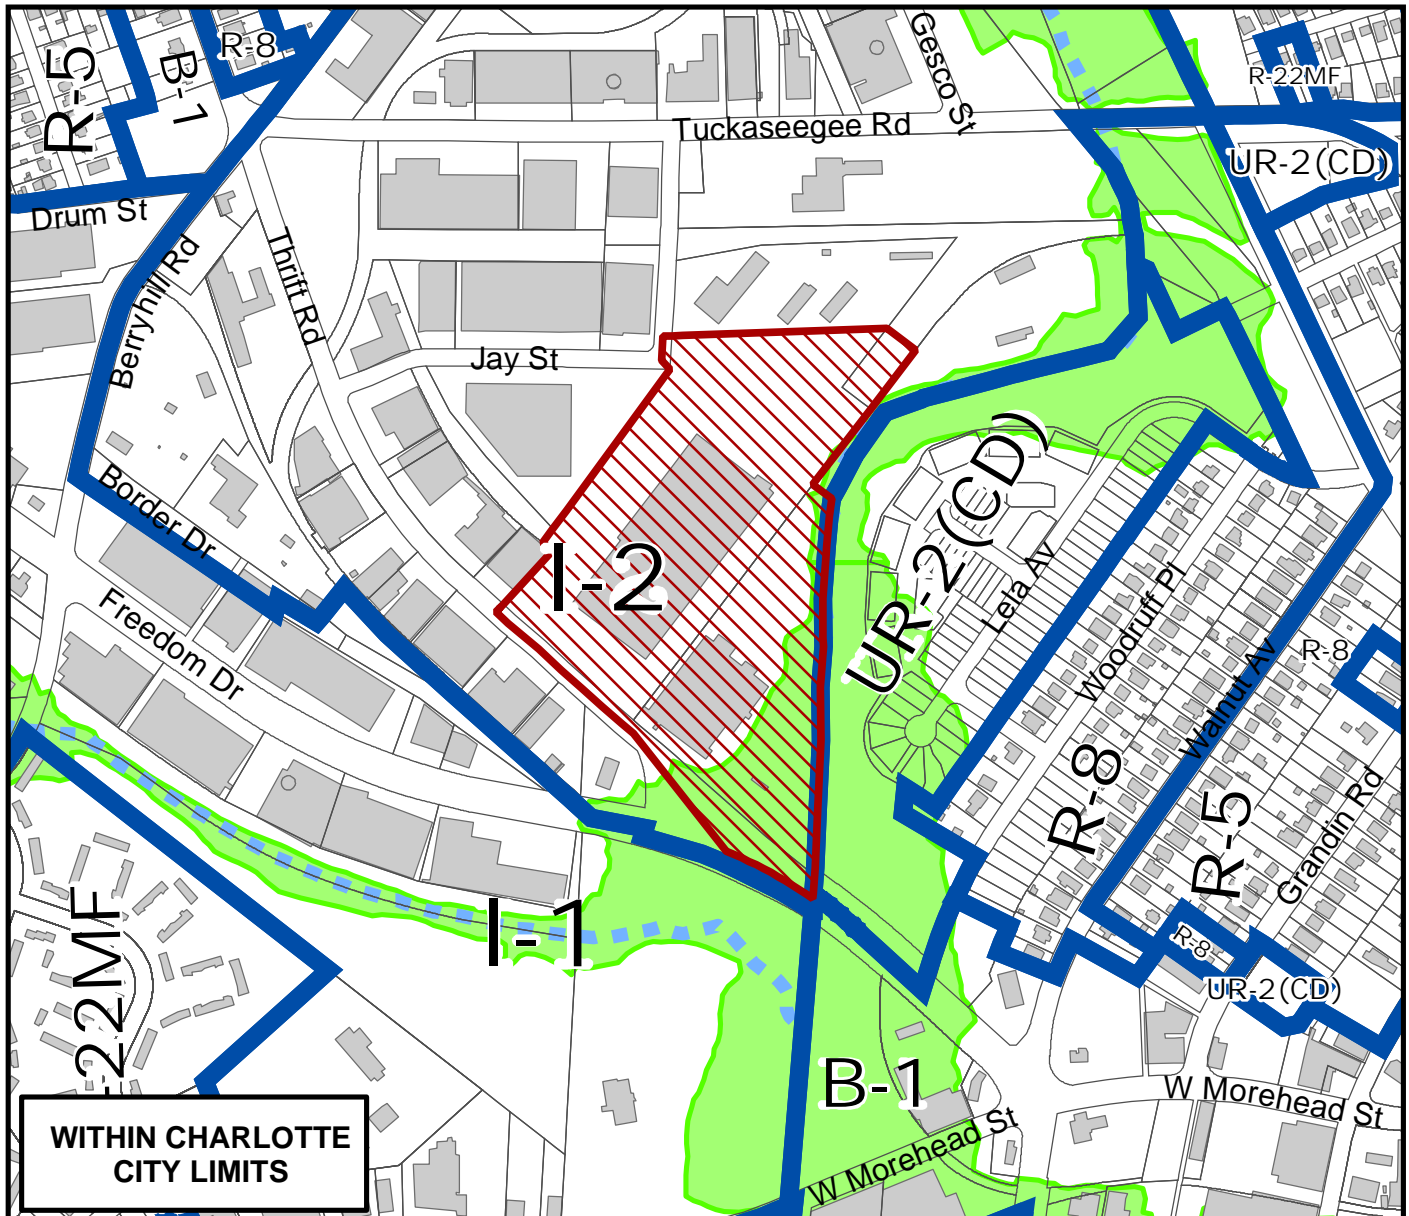 R-5
B-1
R-8
Gesco St
R-22MF
Tuckaseegee Rd
UR-2(CD)
Drum St
Berryhill Rd
Thrift Rd
Jay St
UR-2(CD)
Border Dr
I-2
Lela Av
Woodruff Pl
Freedom Dr
R-8
Walnut Av
R-8
R-5
Grandin Rd
I-1
-22MF
R-8
UR-2(CD)
B-1
W Morehead St
W Morehead St
WITHIN CHARLOTTE
CITY LIMITS